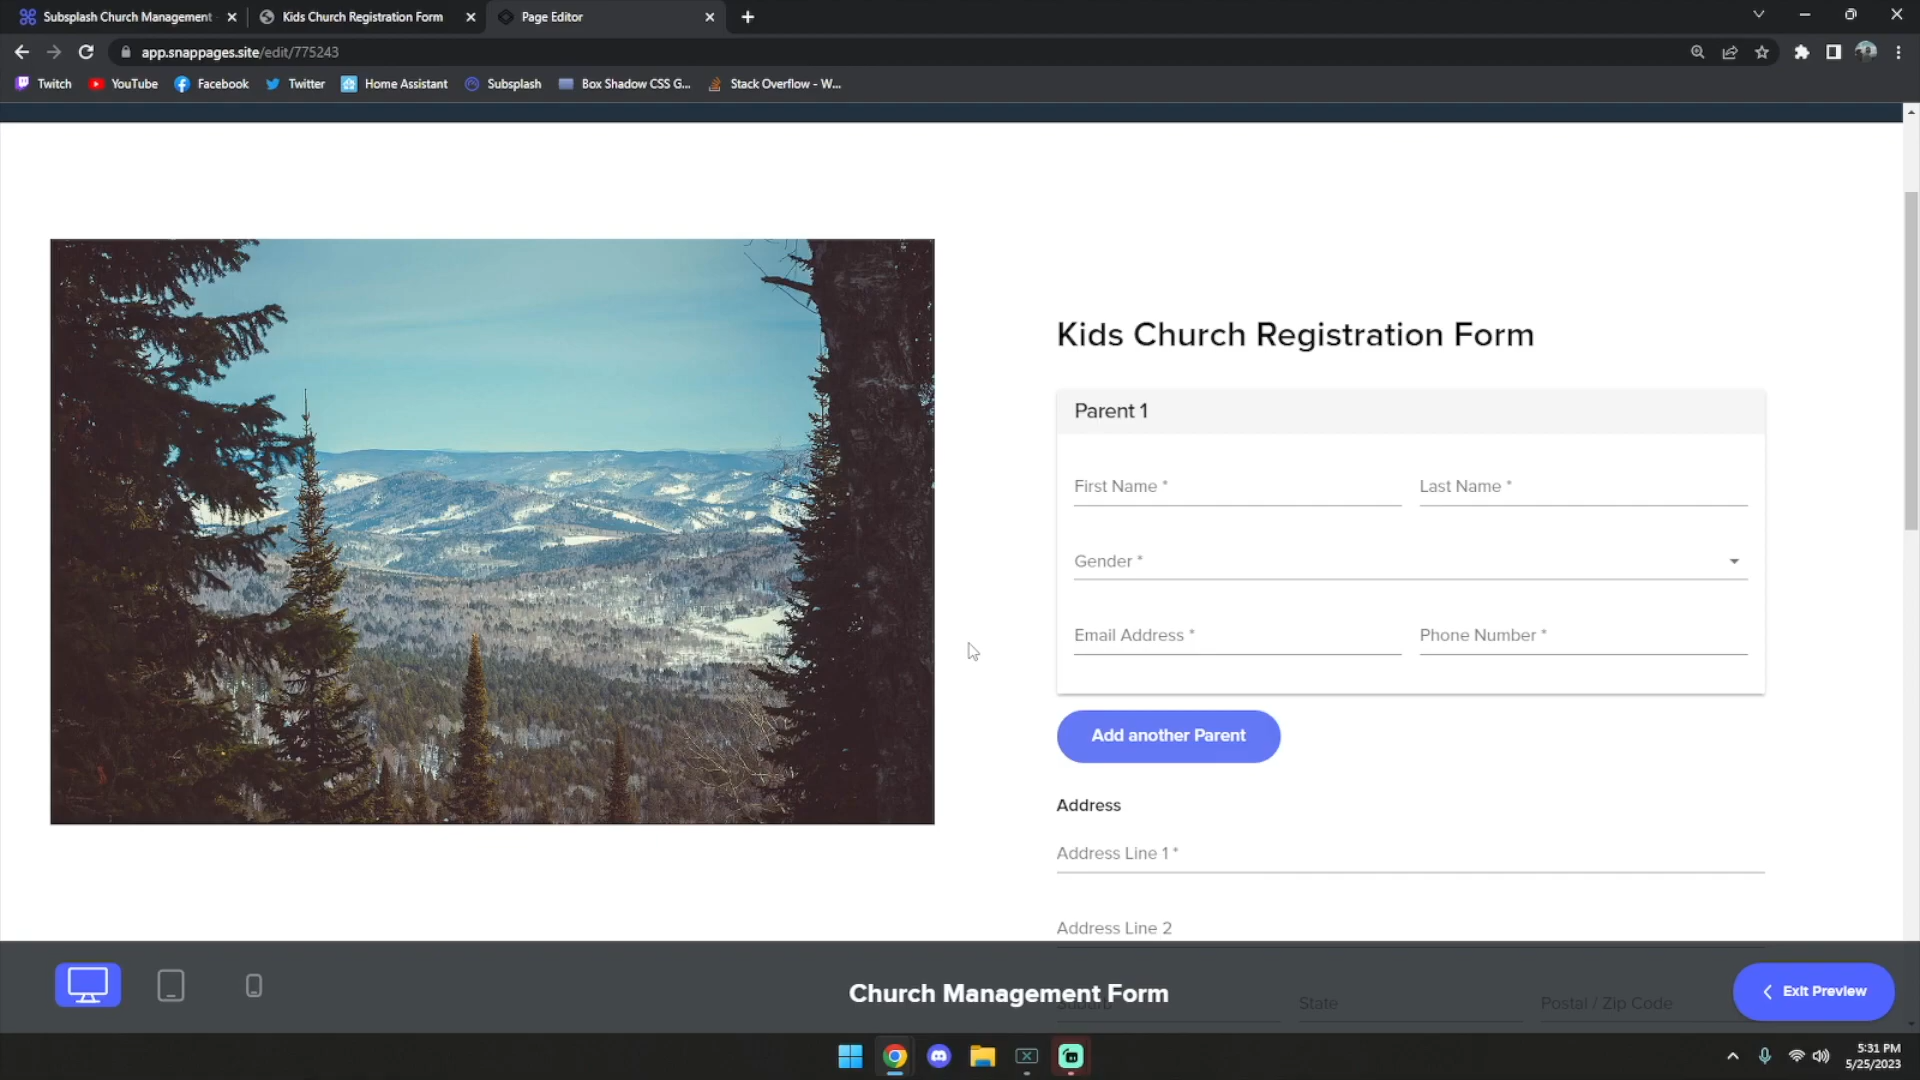 Subsplash Church Management
Kids Church Registration Form
Page Editor
app.snappages.site/edit/775243
Twitch
YouTube
Facebook
Twitter
Home Assistant
Subsplash
Box Shadow CSS G...
Stack Overflow - W...
Kids Church Registration Form
Parent 1
First Name *
Last Name *
Gender *
Email Address *
Phone Number *
Add another Parent
Address
Address Line 1 *
Address Line 2
Church Management Form
State
Postal / Zip Code
Exit Preview
5:31 PM
5/25/2023